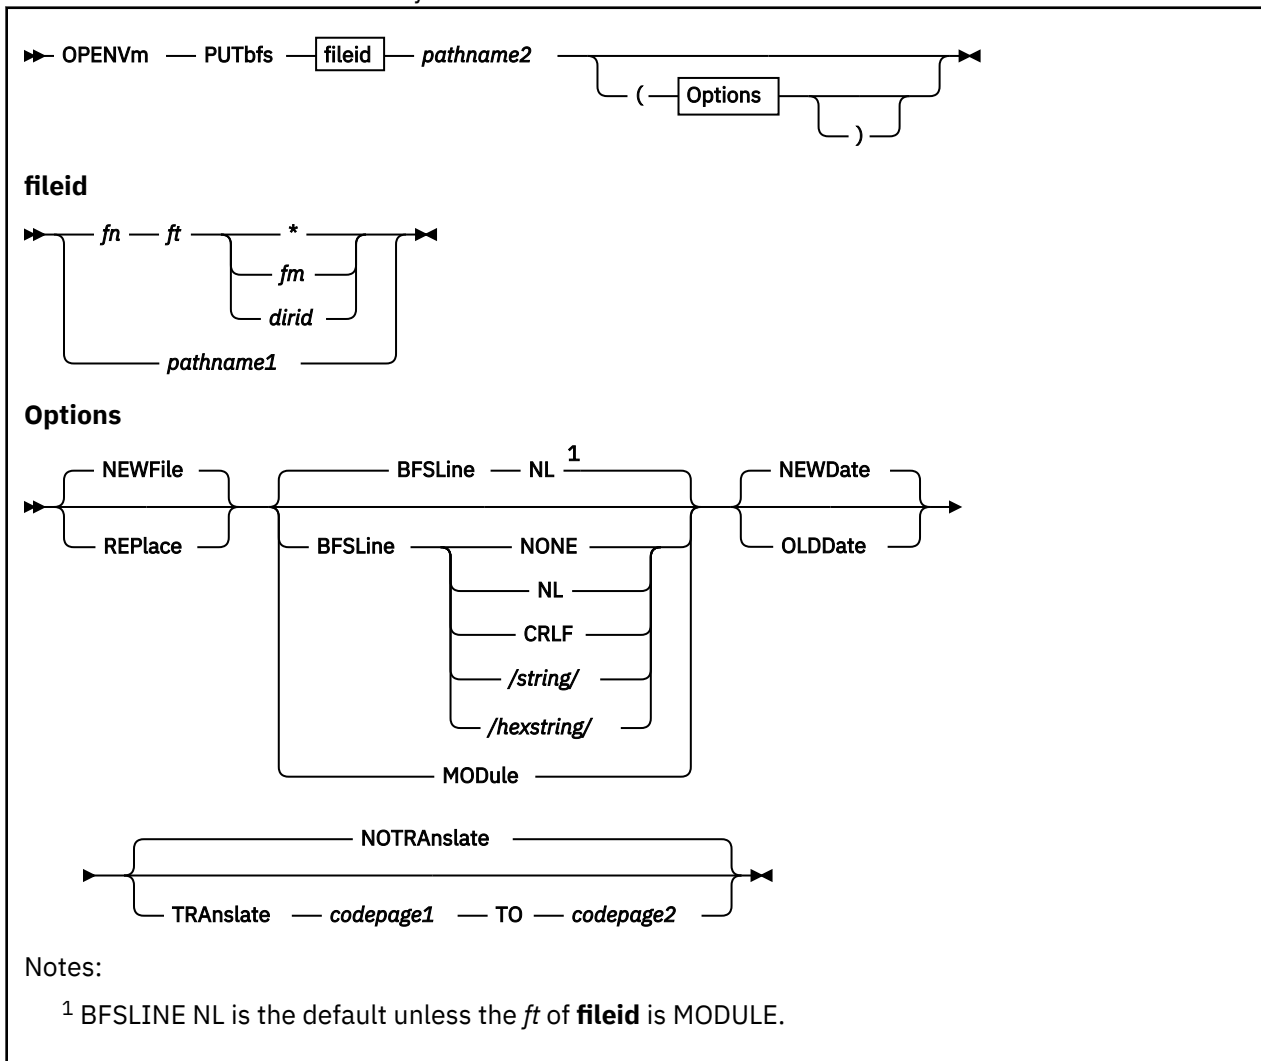 OPENVm PUTbfs fileid pathname2
( Options
)
fileid
fn ft *
fm
dirid
pathname1
Options
1
NEWFile BFSLine NL NEWDate
REPlace BFSLine NONE OLDDate
NL
CRLF
/string/
/hexstring/
MODule
NOTRAnslate
TRAnslate codepage1 TO codepage2
Notes:
1 BFSLINE NL is the default unless the ft of fileid is MODULE.